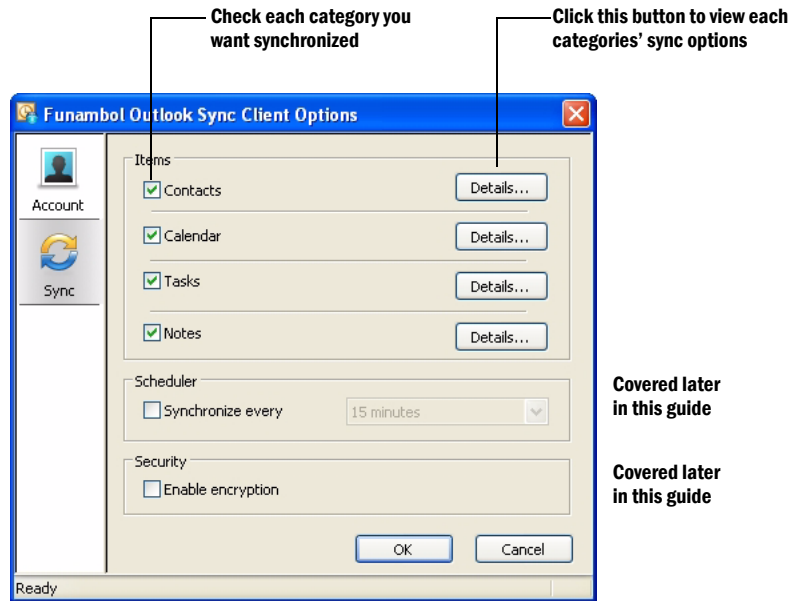 Check each category you
want synchronized
Click this button to view each
categories’ sync options
Funambol Outlook Sync Client Options
Account
Sync
Items
Contacts
Details...
Calendar
Details...
Tasks
Details...
Notes
Details...
Scheduler
Synchronize every
15 minutes
Covered later
in this guide
Security
Enable encryption
Covered later
in this guide
OK
Cancel
Ready